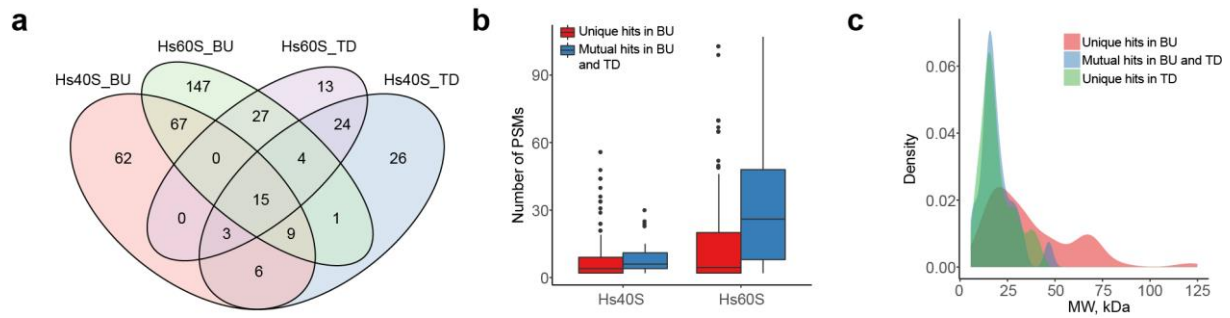 a
Hs60S_BU
Hs60S_TD
Hs40S_BU
Hs40S_TD
147
13
67
27
24
62
0
4
26
15
0
1
3
9
6
b
Unique hits in BU
Mutual hits in BU
and TD
Number of PSMs
90
60
30
0
Hs40S
Hs60S
c
Unique hits in BU
Mutual hits in BU and TD
Unique hits in TD
Density
0.06
0.04
0.02
0.00
0
25
50
75
100
125
MW, kDa